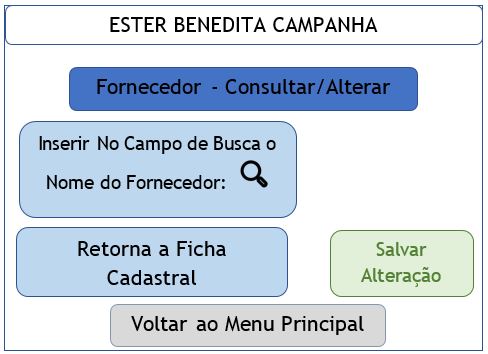 ESTER BENEDITA CAMPANHA
Fornecedor - Consultar/Alterar
Inserir No Campo de Busca o
Nome do Fornecedor:
Retorna a Ficha
Cadastral
Salvar
Alteração
Voltar ao Menu Principal